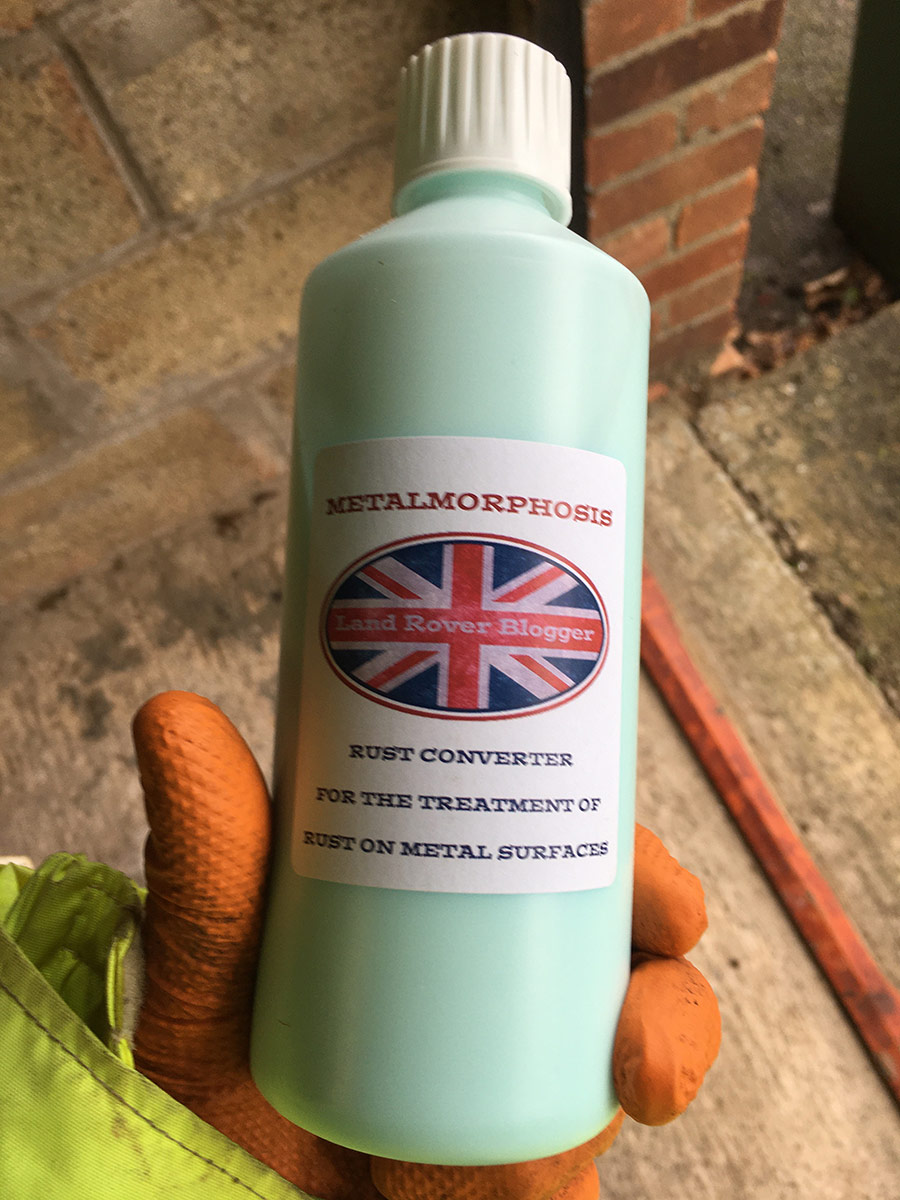 METALMORPHOSIS
Land Rover Blogger
RUST CONVERTER
FOR THE TREATMENT OF
RUST ON METAL SURFACES